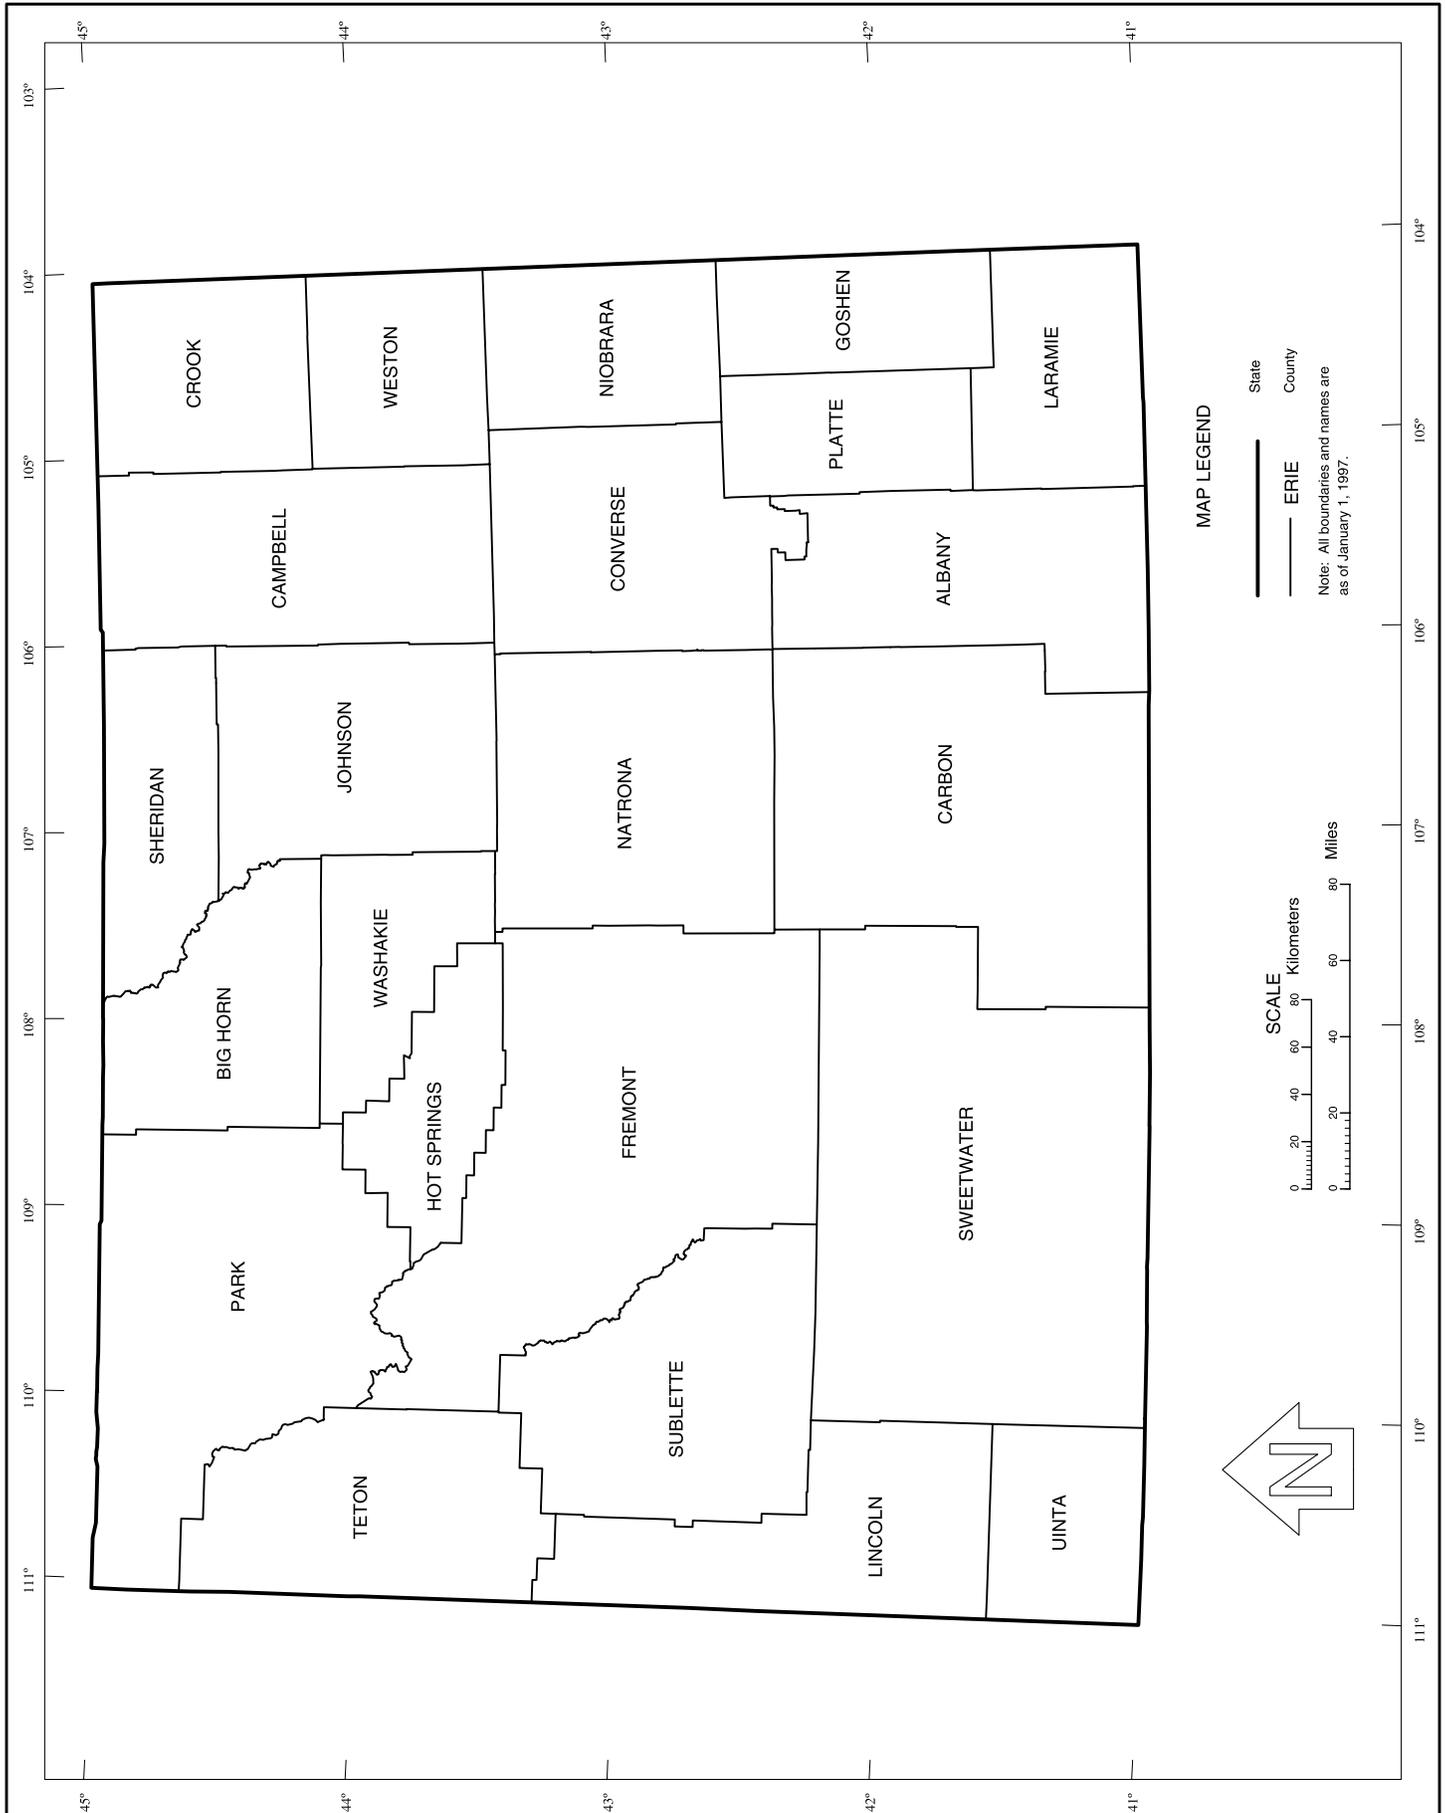 111°
110°
109°
108°
107°
106°
105°
104°
103°
45°
45°
44°
44°
43°
43°
42°
42°
41°
41°
SHERIDAN
CROOK
PARK
BIG HORN
CAMPBELL
TETON
JOHNSON
WASHAKIE
WESTON
HOT SPRINGS
FREMONT
NATRONA
CONVERSE
NIOBRARA
SUBLETTE
PLATTE
GOSHEN
LINCOLN
SWEETWATER
CARBON
ALBANY
UINTA
LARAMIE
111°
110°
109°
108°
107°
106°
105°
104°
N
SCALE
0 20 40 60 80 Kilometers
0 20 40 60 80 Miles
MAP LEGEND
State
ERIE County
Note: All boundaries and names are
as of January 1, 1997.